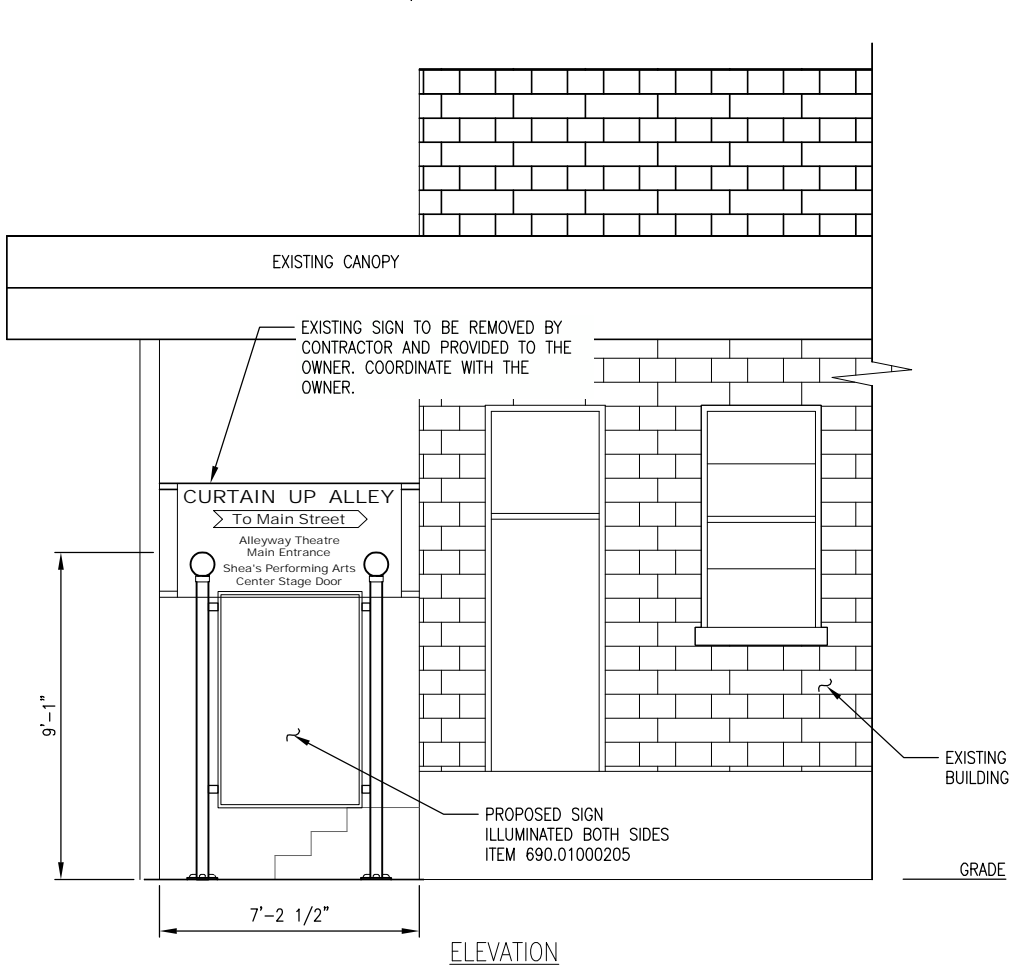 EXISTING CANOPY
EXISTING SIGN TO BE REMOVED BY
CONTRACTOR AND PROVIDED TO THE
OWNER. COORDINATE WITH THE
OWNER.
CURTAIN UP ALLEY
To Main Street
Alleyway Theatre
Main Entrance
Shea's Performing Arts
Center Stage Door
9'-1"
EXISTING
BUILDING
PROPOSED SIGN
ILLUMINATED BOTH SIDES
ITEM 690.01000205
GRADE
7'-2 1/2"
ELEVATION